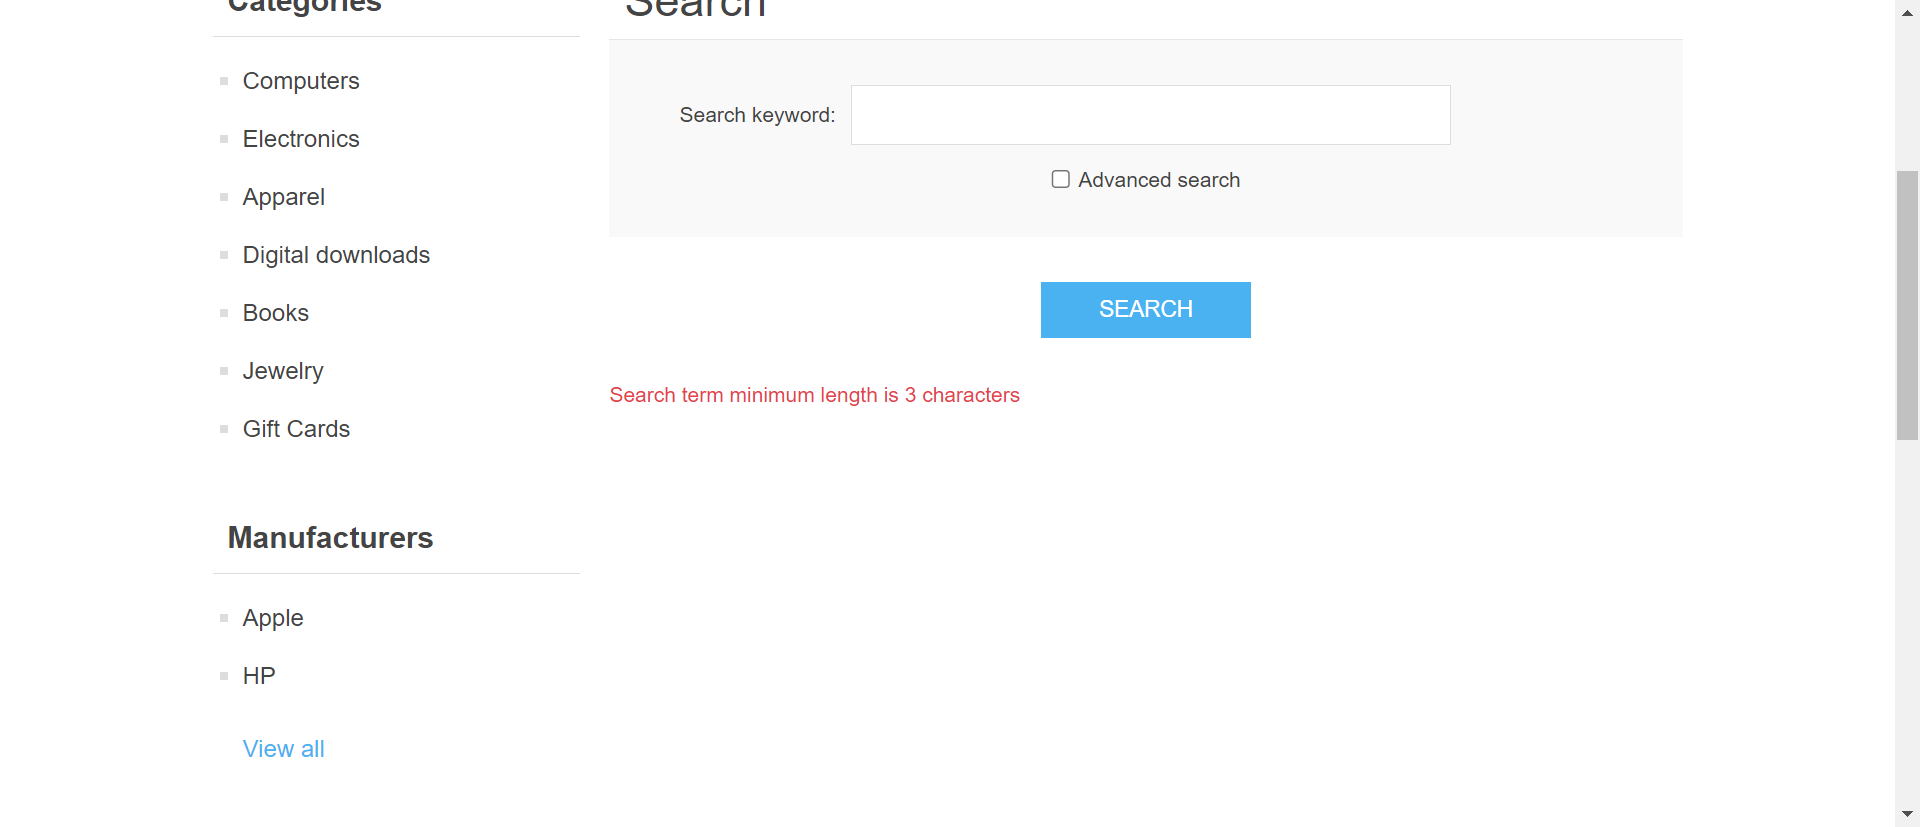 Categories
Computers
Electronics
Apparel
Digital downloads
Books
Jewelry
Gift Cards
Manufacturers
Apple
HP
View all
Search
Search keyword:
Advanced search
SEARCH
Search term minimum length is 3 characters